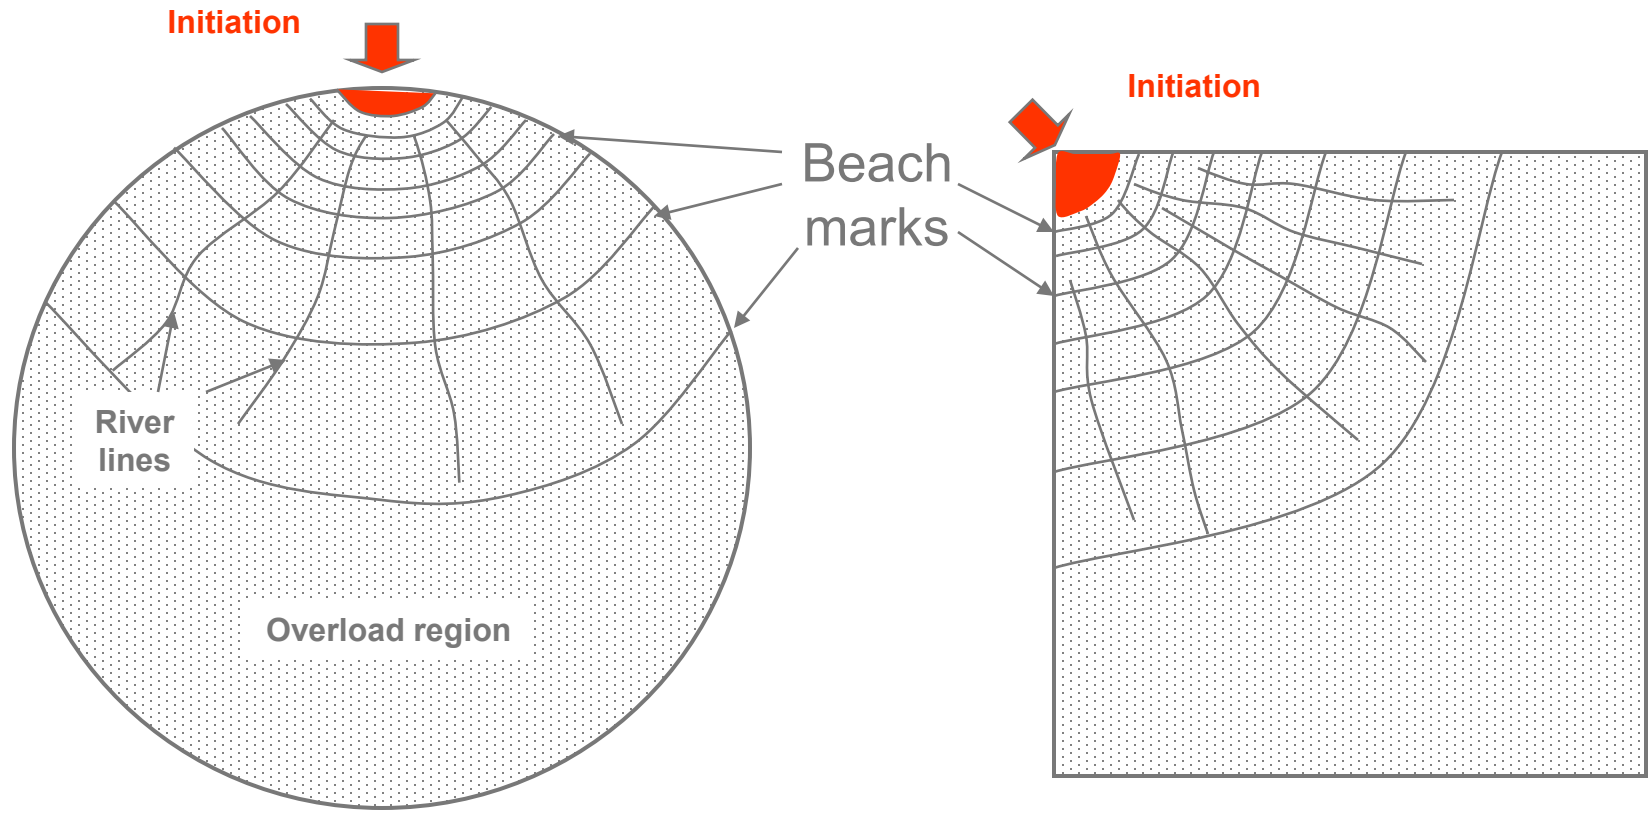 Initiation
Initiation
Beach
marks
River
lines
Overload region